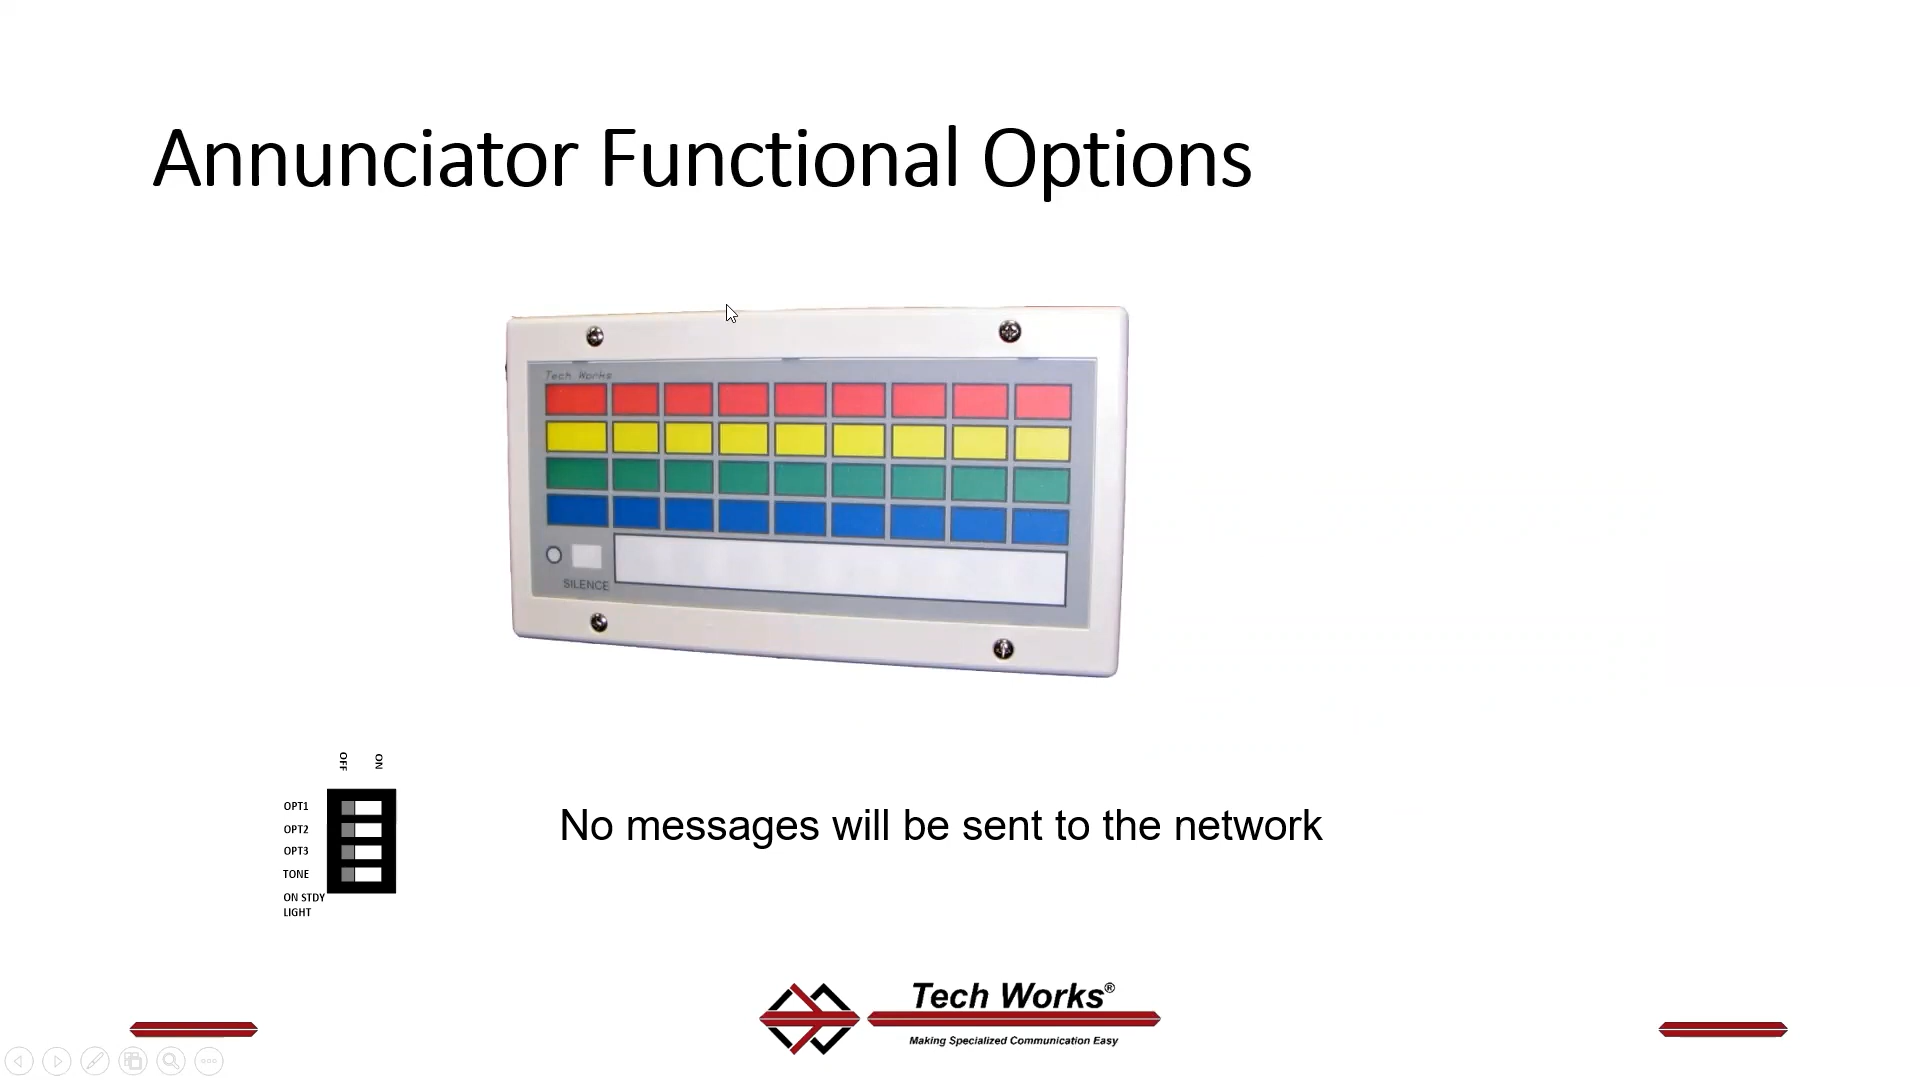 Annunciator Functional Options
Tech Works
SILENCE
OFF
ON
OPT1
OPT2
OPT3
TONE
ON STDY
LIGHT
No messages will be sent to the network
Tech Works®
Making Specialized Communication Easy